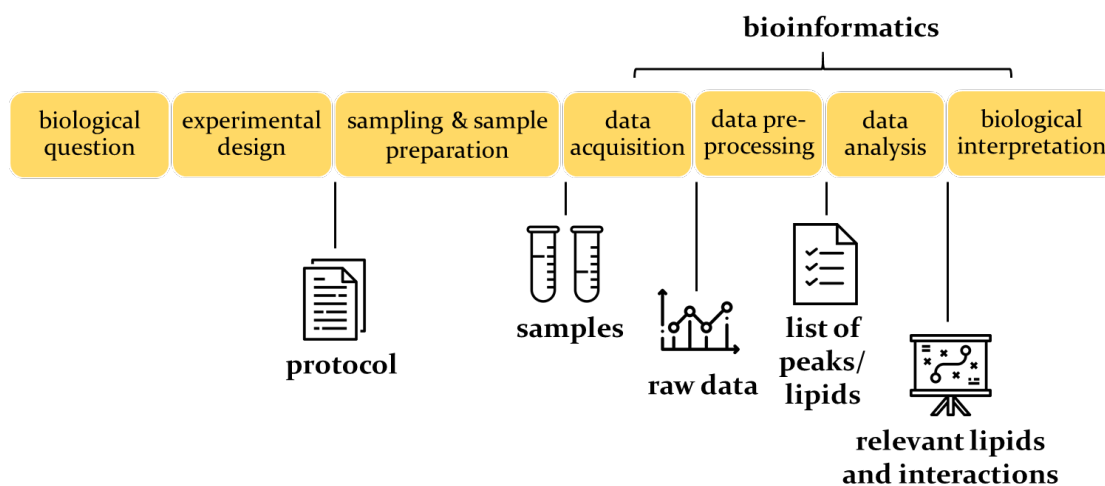 bioinformatics
biological
question
experimental
design
sampling & sample
preparation
data
acquisition
data pre-
processing
data
analysis
biological
interpretation
protocol
samples
raw data
list of
peaks/
lipids
relevant lipids
and interactions